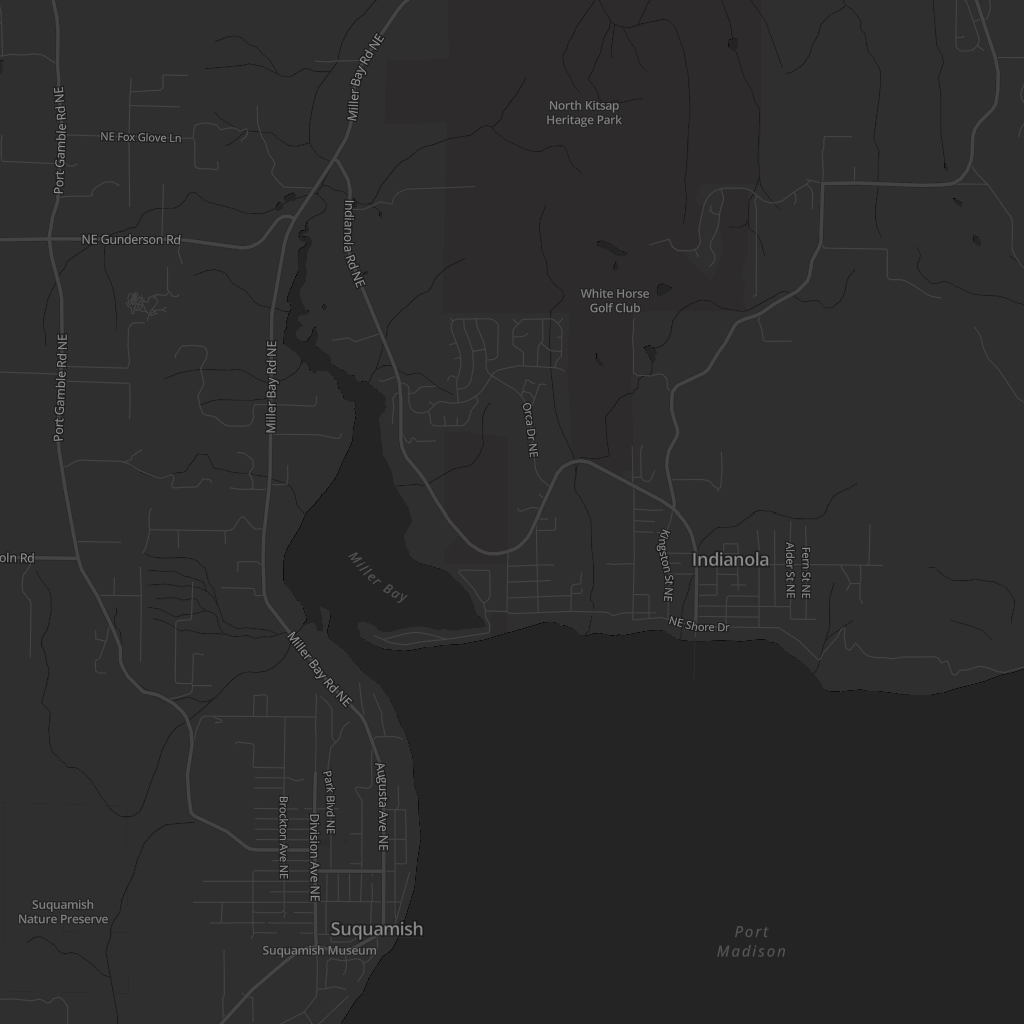 Miller Bay Rd NE
North Kitsap
Heritage Park
Port Gamble Rd NE
NE Fox Glove Ln
NE Gunderson Rd
Indianola Rd NE
White Horse
Golf Club
Port Gamble Rd NE
Miller Bay Rd NE
Orca Dr NE
oln Rd
Miller Bay
Kingston St NE
Indianola
Alder St NE
Fern St NE
NE Shore Dr
Miller Bay Rd NE
Park Blvd NE
Augusta Ave NE
Brockton Ave NE
Division Ave NE
Suquamish
Nature Preserve
Suquamish
Suquamish Museum
Port
Madison